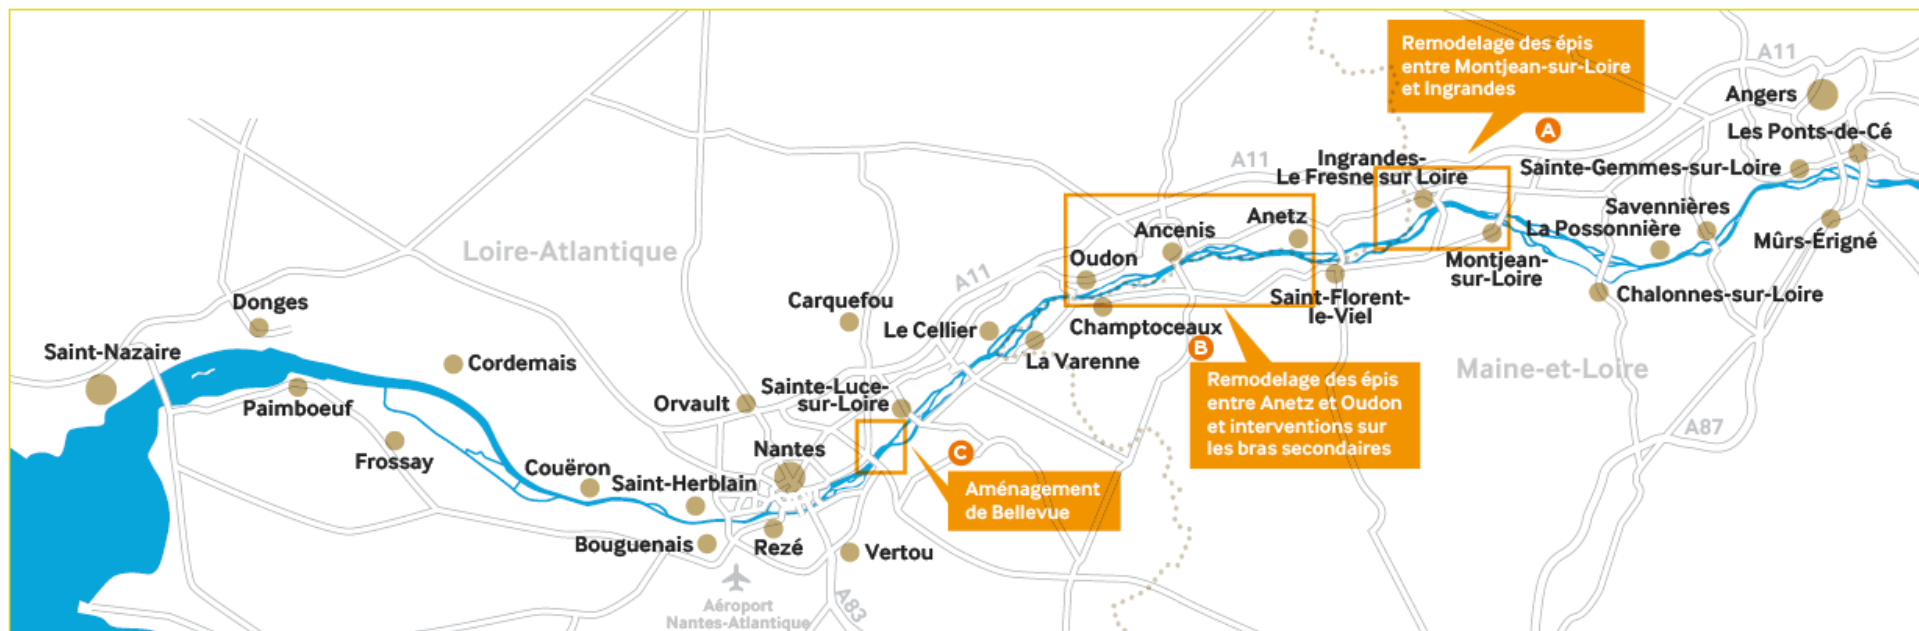 Remodelage des épis
entre Montjean-sur-Loire
et Ingrandes
A11
Angers
A
Les Ponts-de-Cé
Ingrandes-
Le Fresne sur Loire
A11
Sainte-Gemmes-sur-Loire
Savennières
Anetz
La Possonnière
Ancenis
Mûrs-Érigné
Loire-Atlantique
Oudon
Montjean-
sur-Loire
A11
Chalonnes-sur-Loire
Donges
Carquefou
Saint-Florent-
le-Viel
Le Cellier
Champtoceaux
Saint-Nazaire
B
La Varenne
Cordemais
Maine-et-Loire
Remodelage des épis
entre Anetz et Oudon
et interventions sur
les bras secondaires
Sainte-Luce-
sur-Loire
Orvault
Paimboeuf
A87
Nantes
C
Frossay
Couëron
Saint-Herblain
Aménagement
de Bellevue
Bouguenais
Rezé
Vertou
Aéroport
Nantes-Atlantique
A83